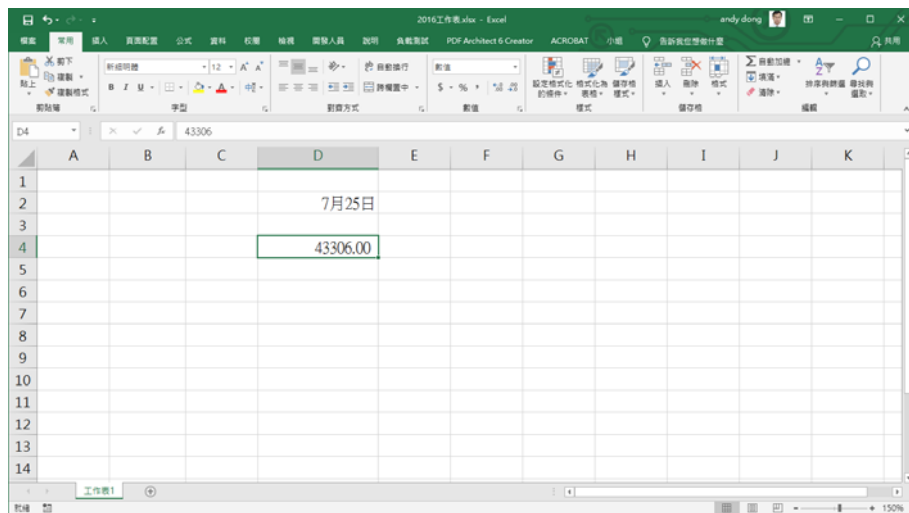 2016工作表.xlsx - Excel
andy dong
檔案 常用 插入 頁面配置 公式 資料 校閱 檢視 開發人員 說明 負載測試 PDF Architect 6 Creator ACROBAT 小組 告訴我您想做什麼 共用
貼上 剪下 複製 複製格式
剪貼簿
新細明體 12 A A
B I U A 中
字型
自動換行
跨欄置中
對齊方式
數值
$ %
數值
設定格式化的條件 格式化為表格 儲存格樣式
樣式
插入 刪除 格式
儲存格
自動加總
填滿
清除
排序與篩選 尋找與選取
編輯
D4 fx 43306
A B C D E F G H I J K
1
2 7月25日
3
4 43306.00
5
6
7
8
9
10
11
12
13
14
工作表1
就緒 150%